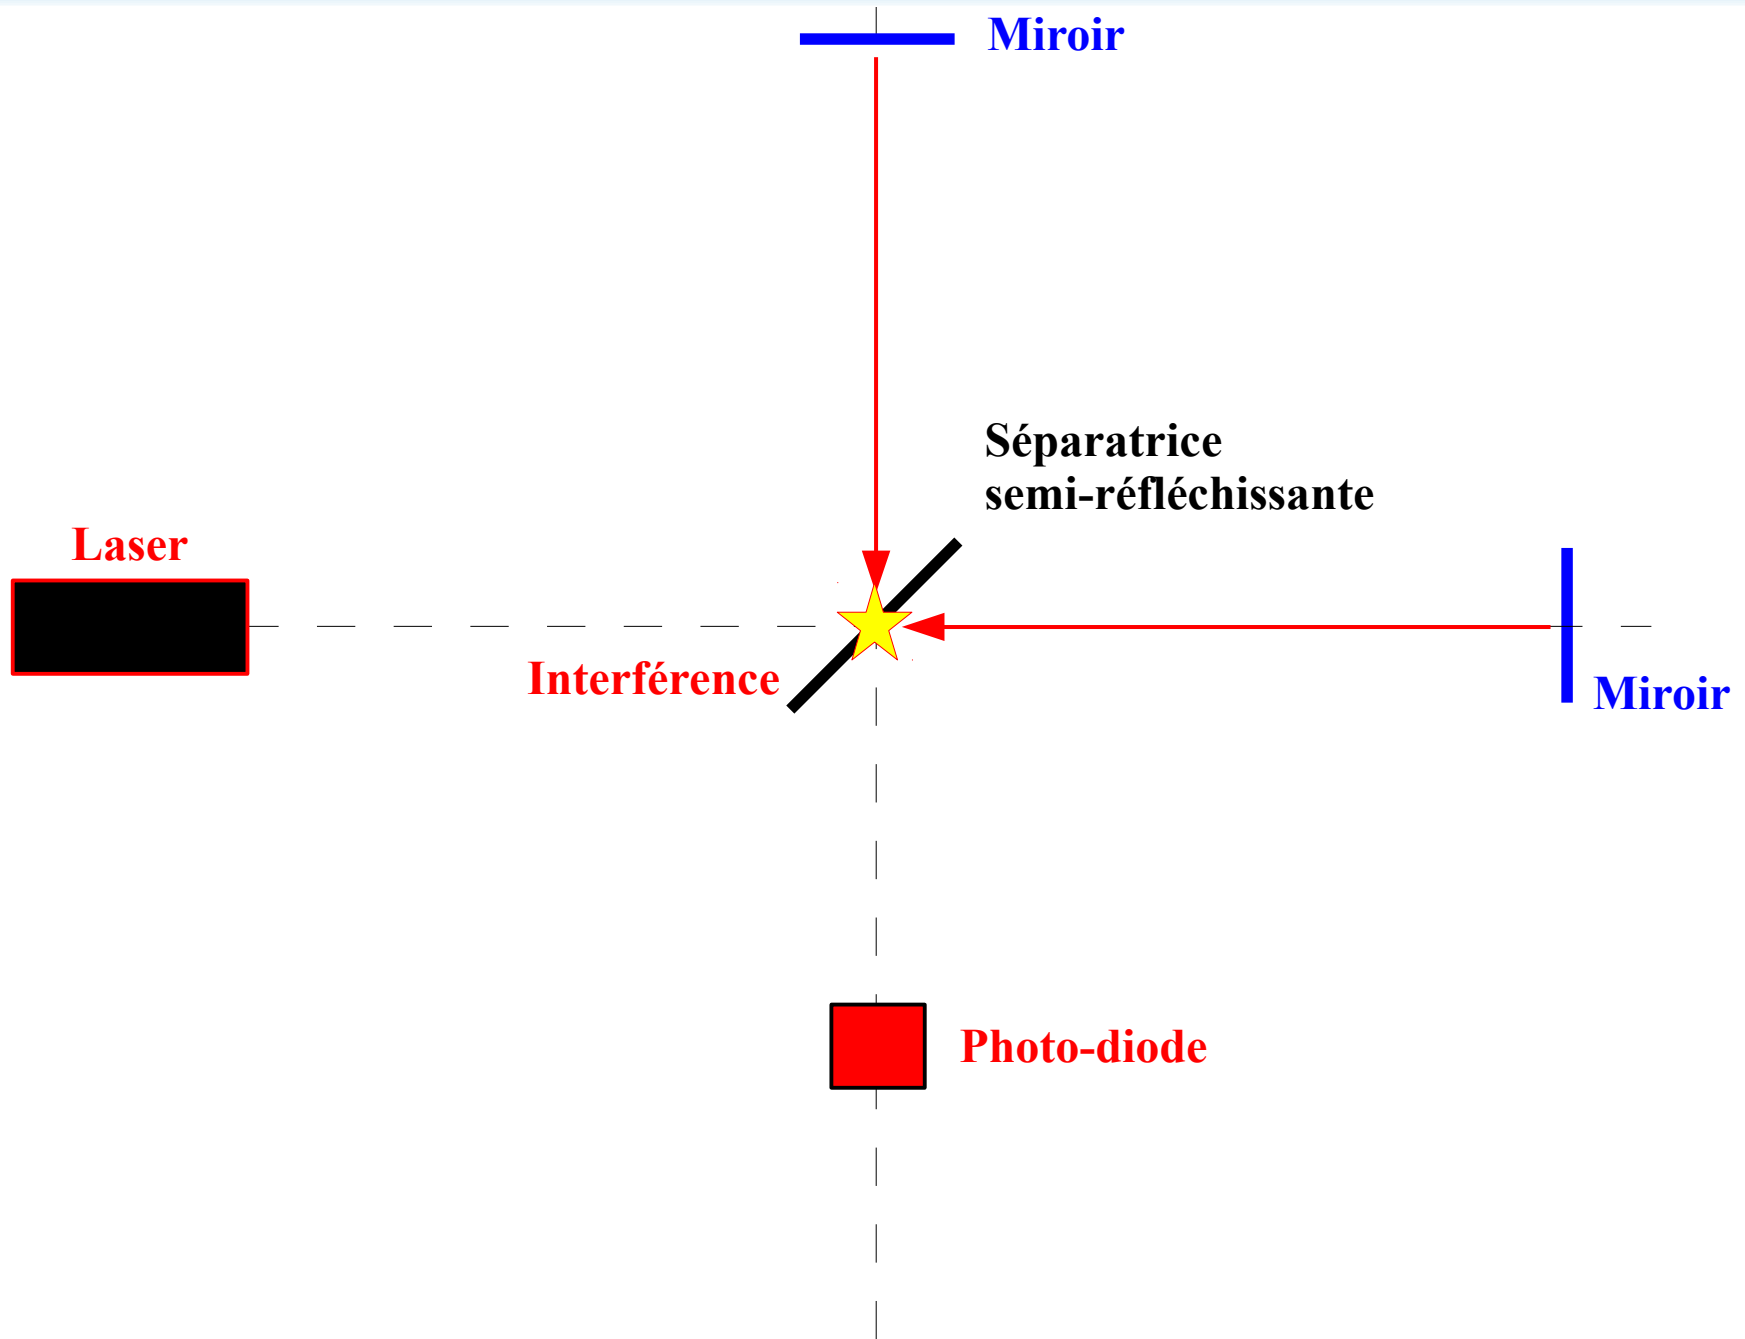 Miroir
Séparatrice
semi-réfléchissante
Laser
Interférence
Miroir
Photo-diode